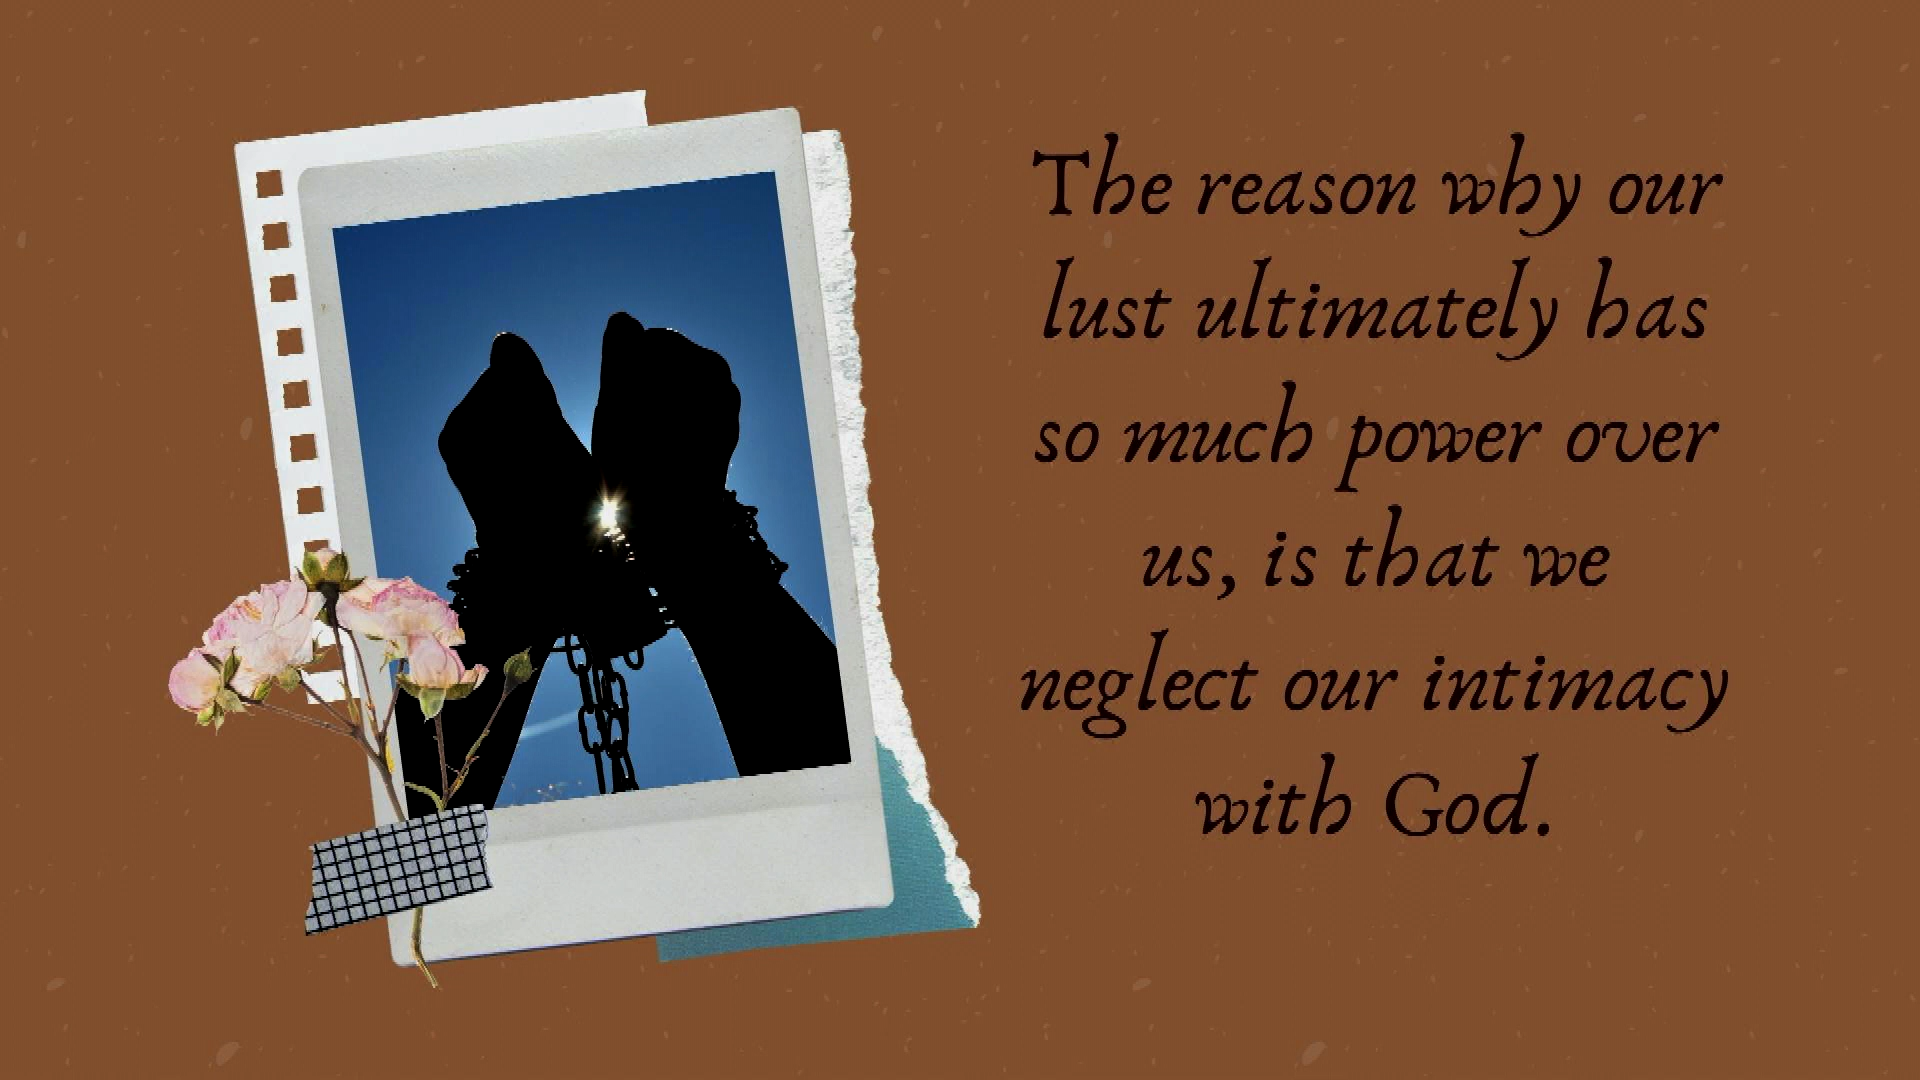 The reason why our
lust ultimately has
so much power over
us, is that we
neglect our intimacy
with God.